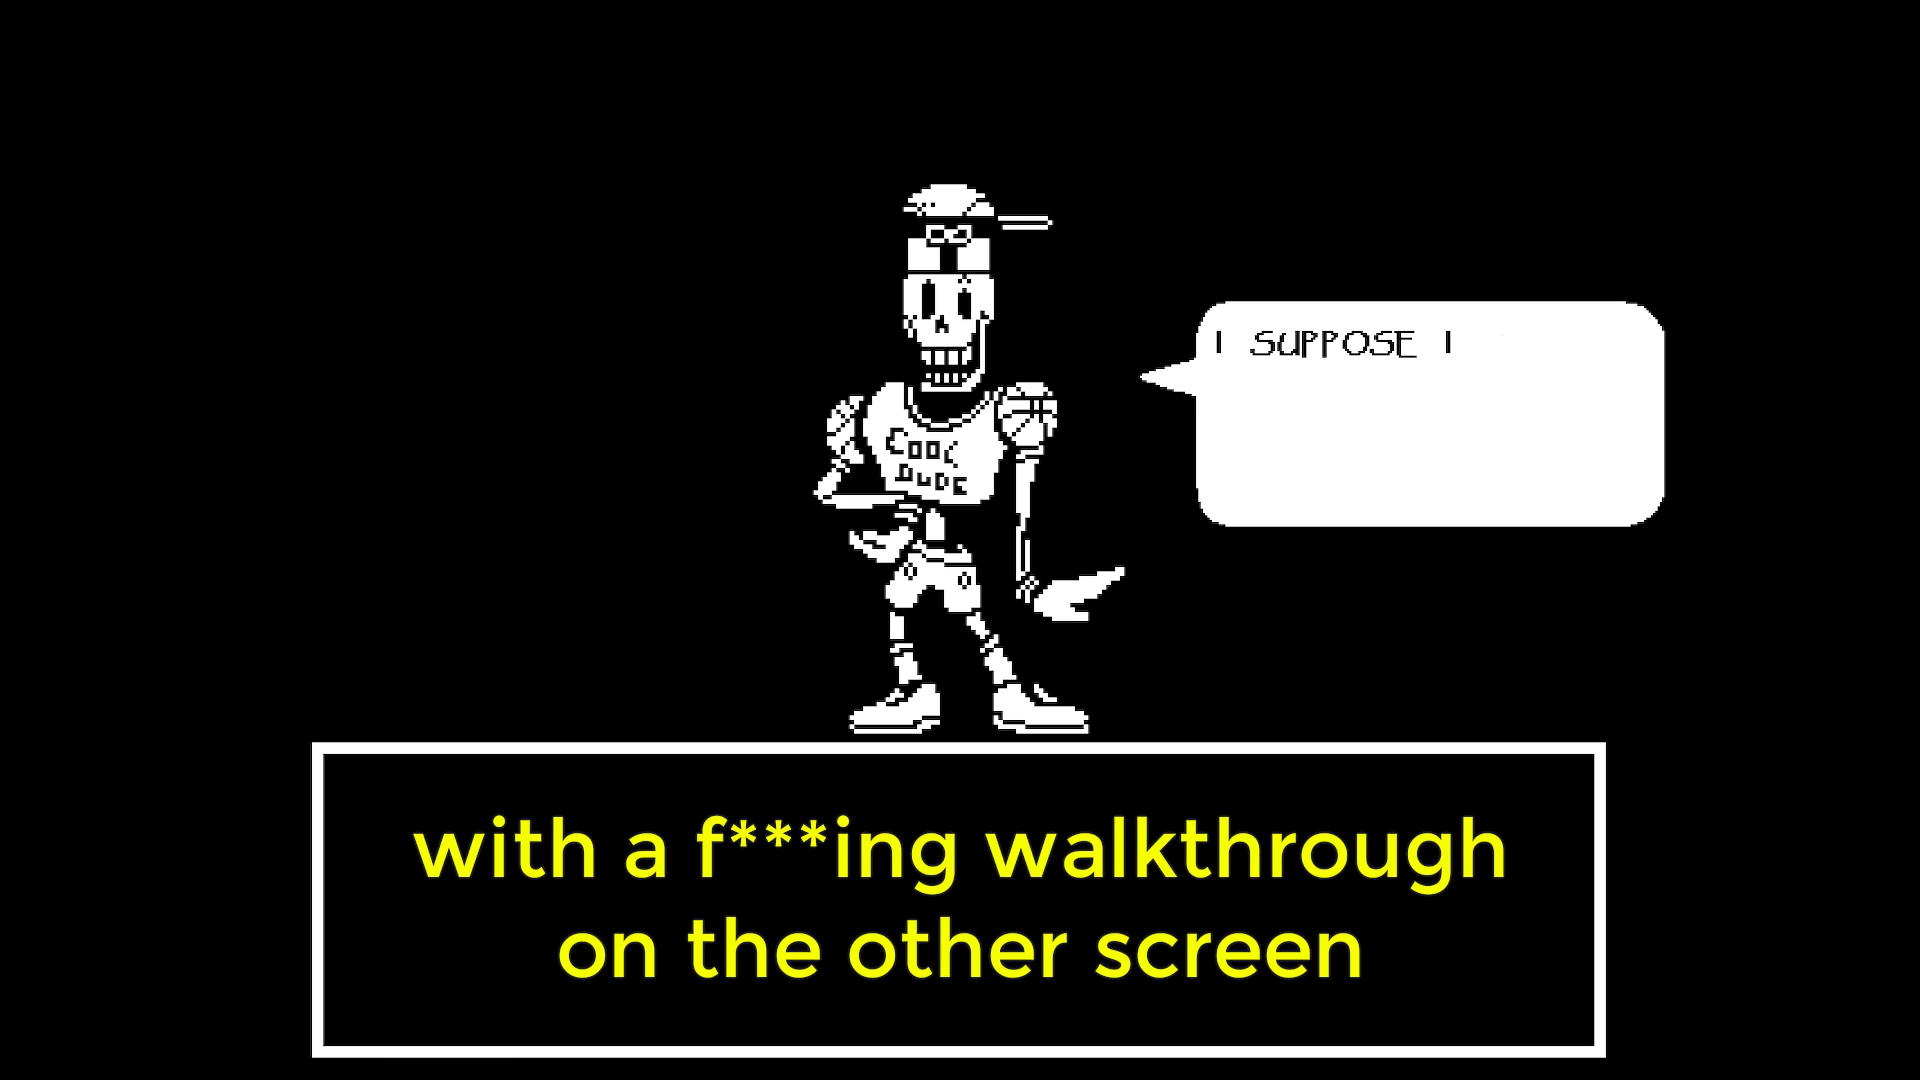 I SUPPOSE I
COOL
DUDE
with a f***ing walkthrough
on the other screen